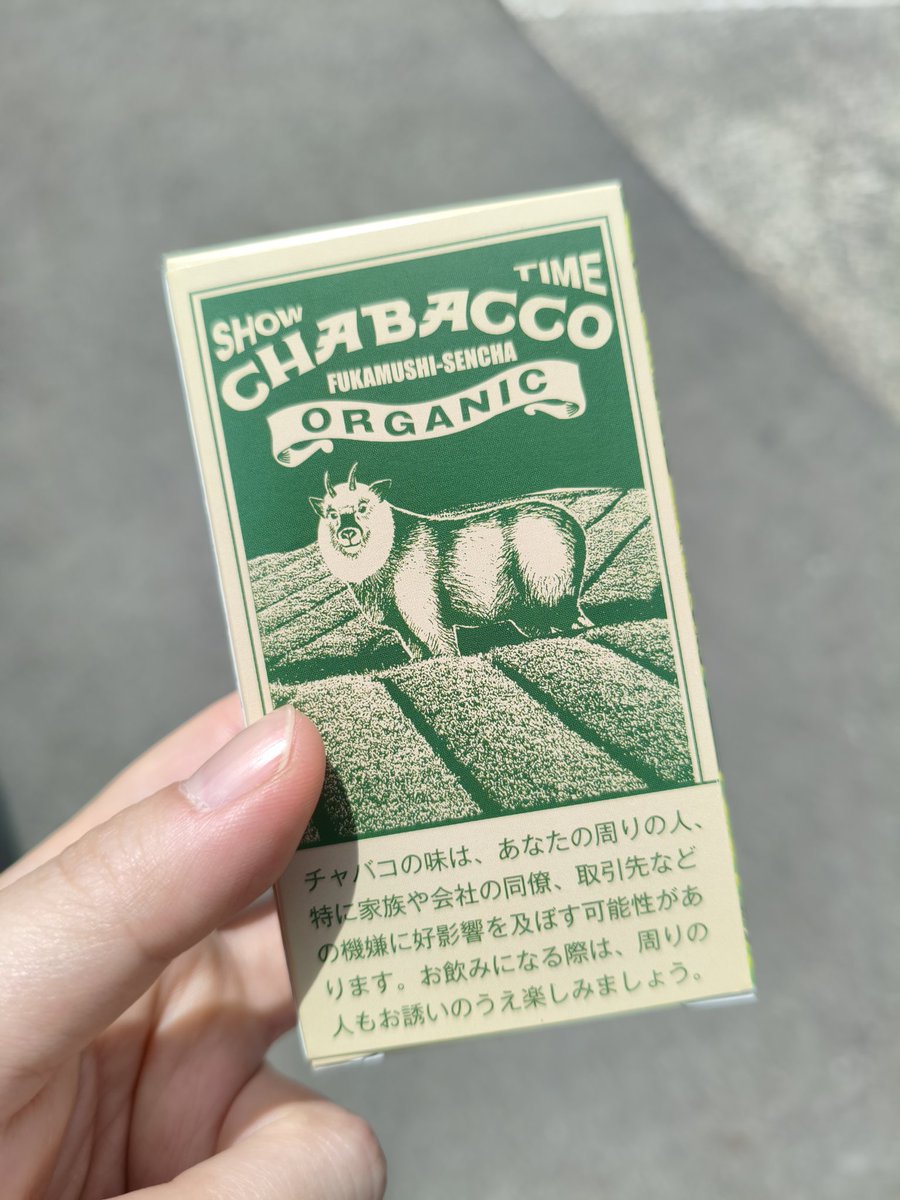 SHOW TIME
CHABACCO
FUKAMUSHI-SENCHA
ORGANIC
チャバコの味は、あなたの周りの人、
特に家族や会社の同僚、取引先など
の機嫌に好影響を及ぼす可能性があ
ります。お飲みになる際は、周りの
人もお誘いのうえ楽しみましょう。